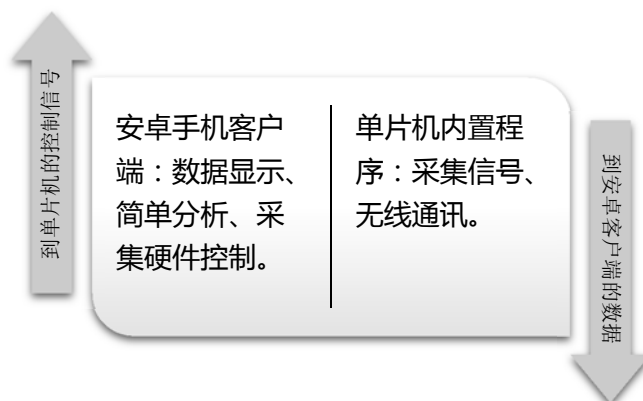 到单片机的控制信号
安卓手机客户
端：数据显示、
简单分析、采
集硬件控制。
单片机内置程
序：采集信号、
无线通讯。
到安卓客户端的数据